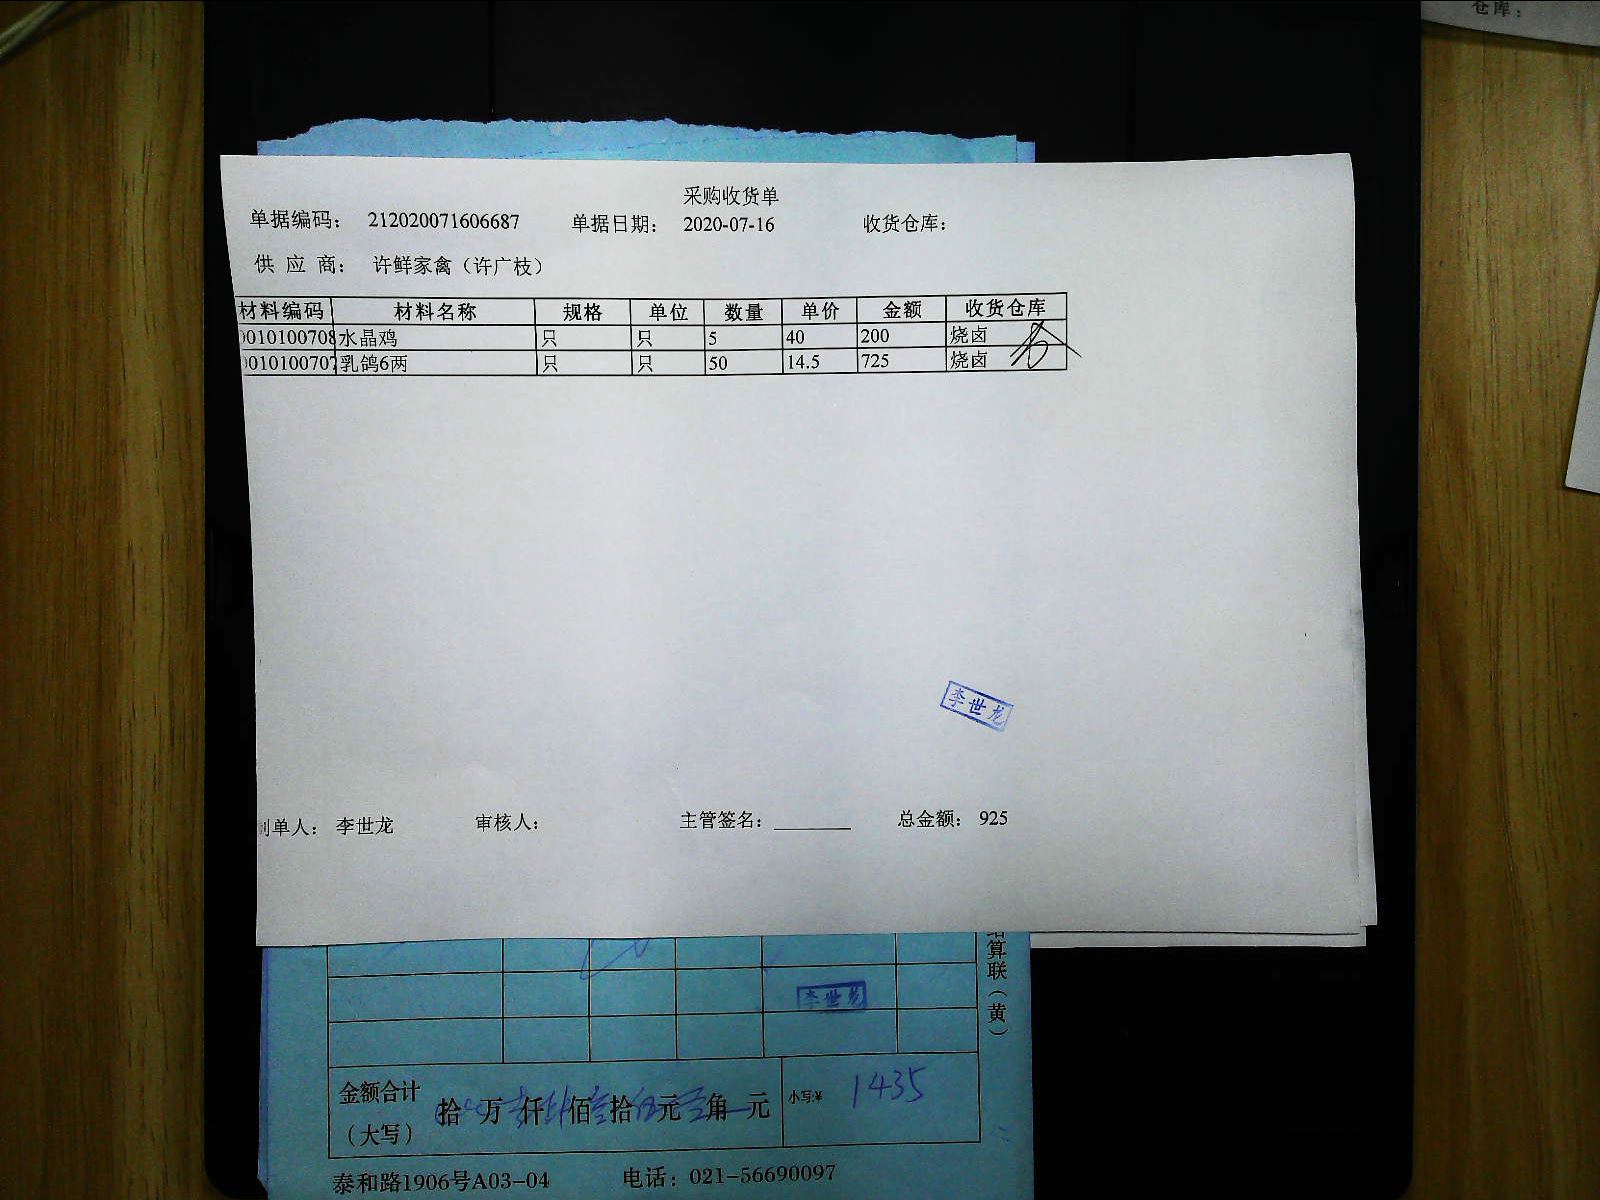 仓库：
采购收货单
单据编码： 212020071606687 单据日期： 2020-07-16 收货仓库：
供 应 商： 许鲜家禽（许广枝）
材料编码 材料名称 规格 单位 数量 单价 金额 收货仓库
0010100708 水晶鸡 只 只 5 40 200 烧卤
0010100707 乳鸽6两 只 只 50 14.5 725 烧卤
李世龙
制单人： 李世龙 审核人： 主管签名： 总金额： 925
结算联（黄）
李世龙
金额合计（大写） 拾 万 仟 佰 拾 元 角 元 小写:¥ 1435
泰和路1906号A03-04 电话：021-56690097